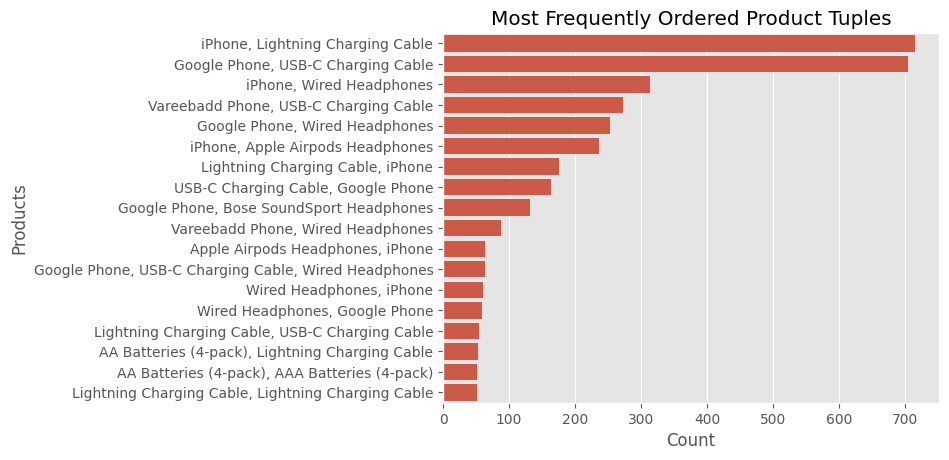 Most Frequently Ordered Product Tuples
Products
iPhone, Lightning Charging Cable
Google Phone, USB-C Charging Cable
iPhone, Wired Headphones
Vareebadd Phone, USB-C Charging Cable
Google Phone, Wired Headphones
iPhone, Apple Airpods Headphones
Lightning Charging Cable, iPhone
USB-C Charging Cable, Google Phone
Google Phone, Bose SoundSport Headphones
Vareebadd Phone, Wired Headphones
Apple Airpods Headphones, iPhone
Google Phone, USB-C Charging Cable, Wired Headphones
Wired Headphones, iPhone
Wired Headphones, Google Phone
Lightning Charging Cable, USB-C Charging Cable
AA Batteries (4-pack), Lightning Charging Cable
AA Batteries (4-pack), AAA Batteries (4-pack)
Lightning Charging Cable, Lightning Charging Cable
0 100 200 300 400 500 600 700
Count